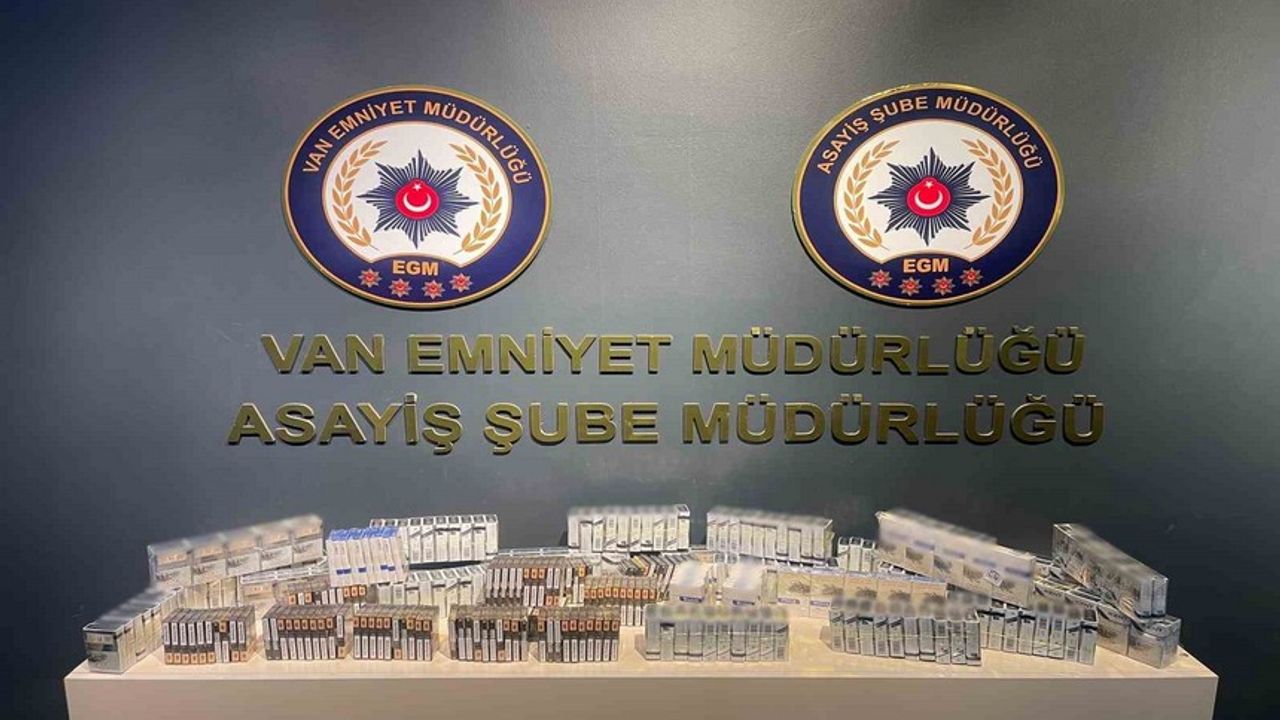 VAN EMNİYET MÜDÜRLÜĞÜ
EGM
ASAYİŞ ŞUBE MÜDÜRLÜĞÜ
EGM
VAN EMNİYET MÜDÜRLÜĞÜ
ASAYİŞ ŞUBE MÜDÜRLÜĞÜ